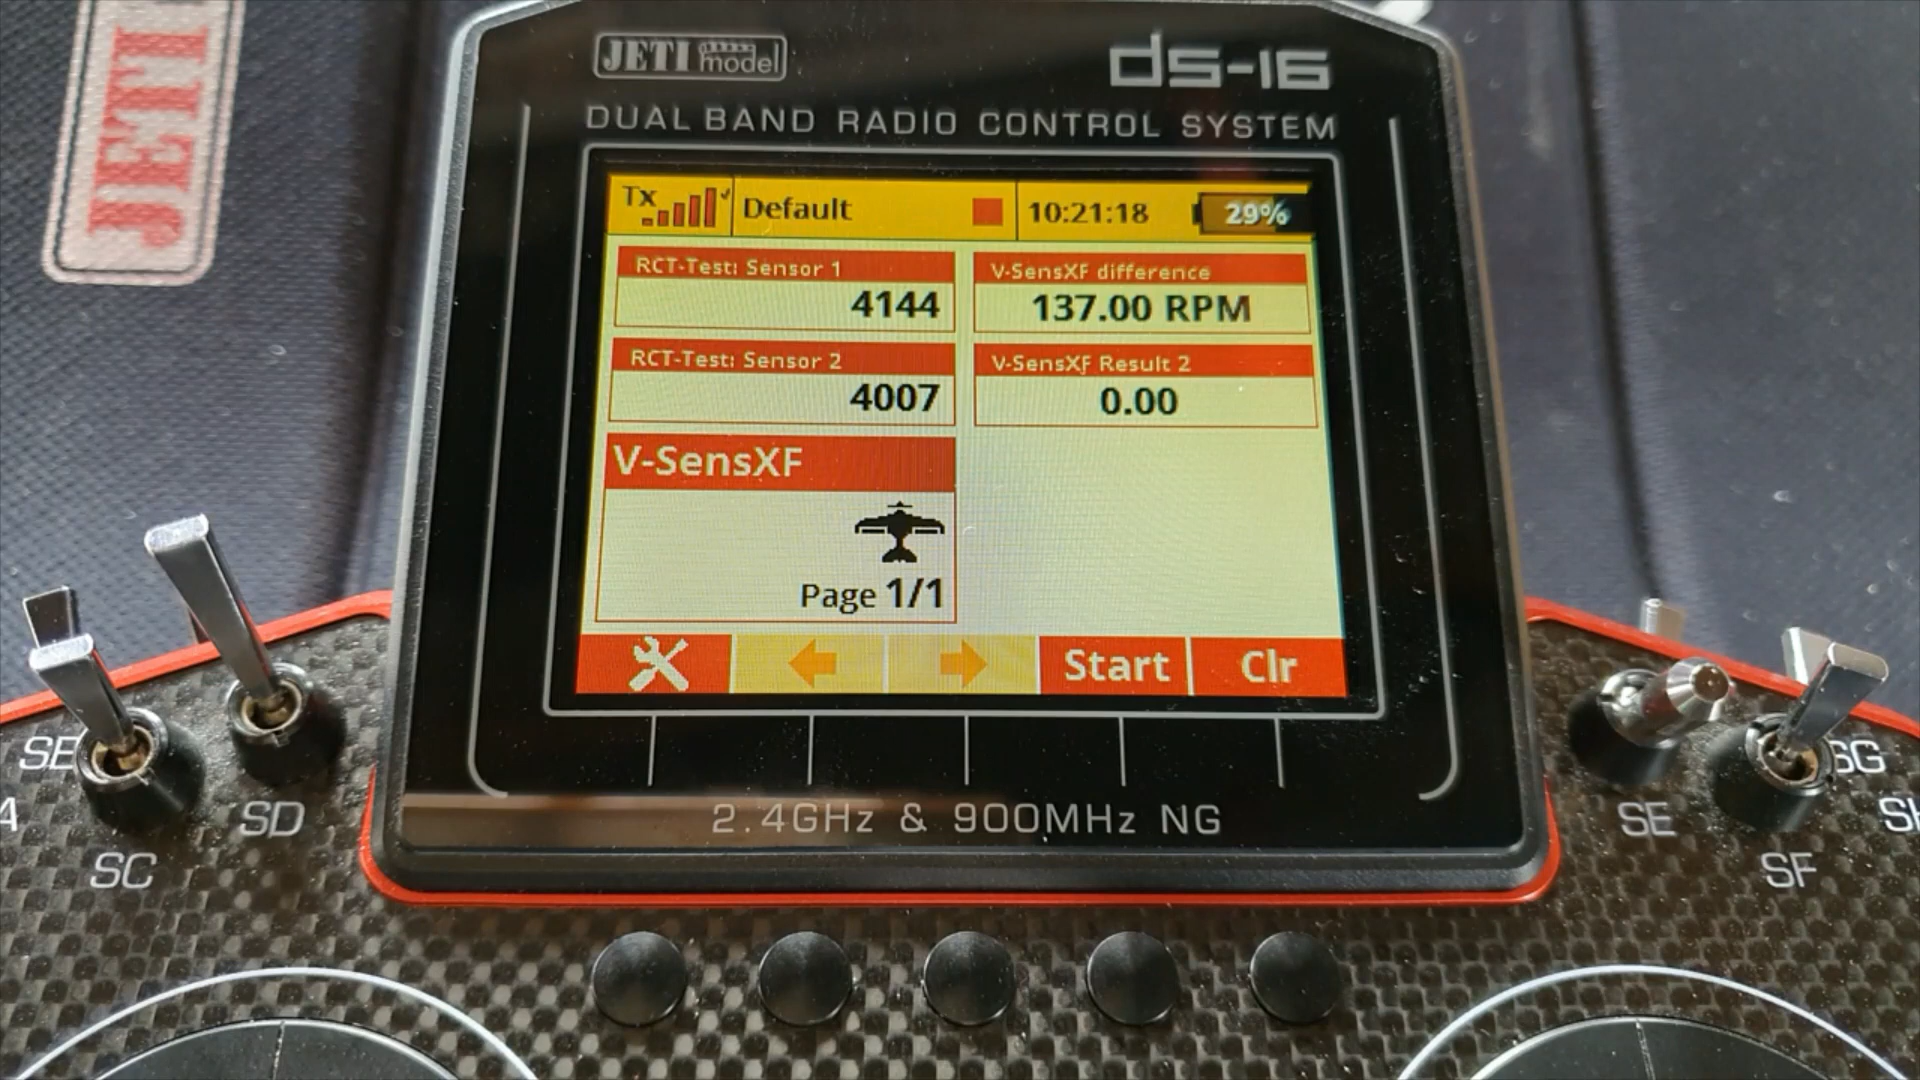 JETI
JETI model
DS-16
DUAL BAND RADIO CONTROL SYSTEM
Tx Default 10:21:18 29%
RCT-Test: Sensor 1
4144
V-SensXF difference
137.00 RPM
RCT-Test: Sensor 2
4007
V-SensXF Result 2
0.00
V-SensXF
Page 1/1
Start Clr
2.4GHz & 900MHz NG
SD
SC
SE
SG
SF